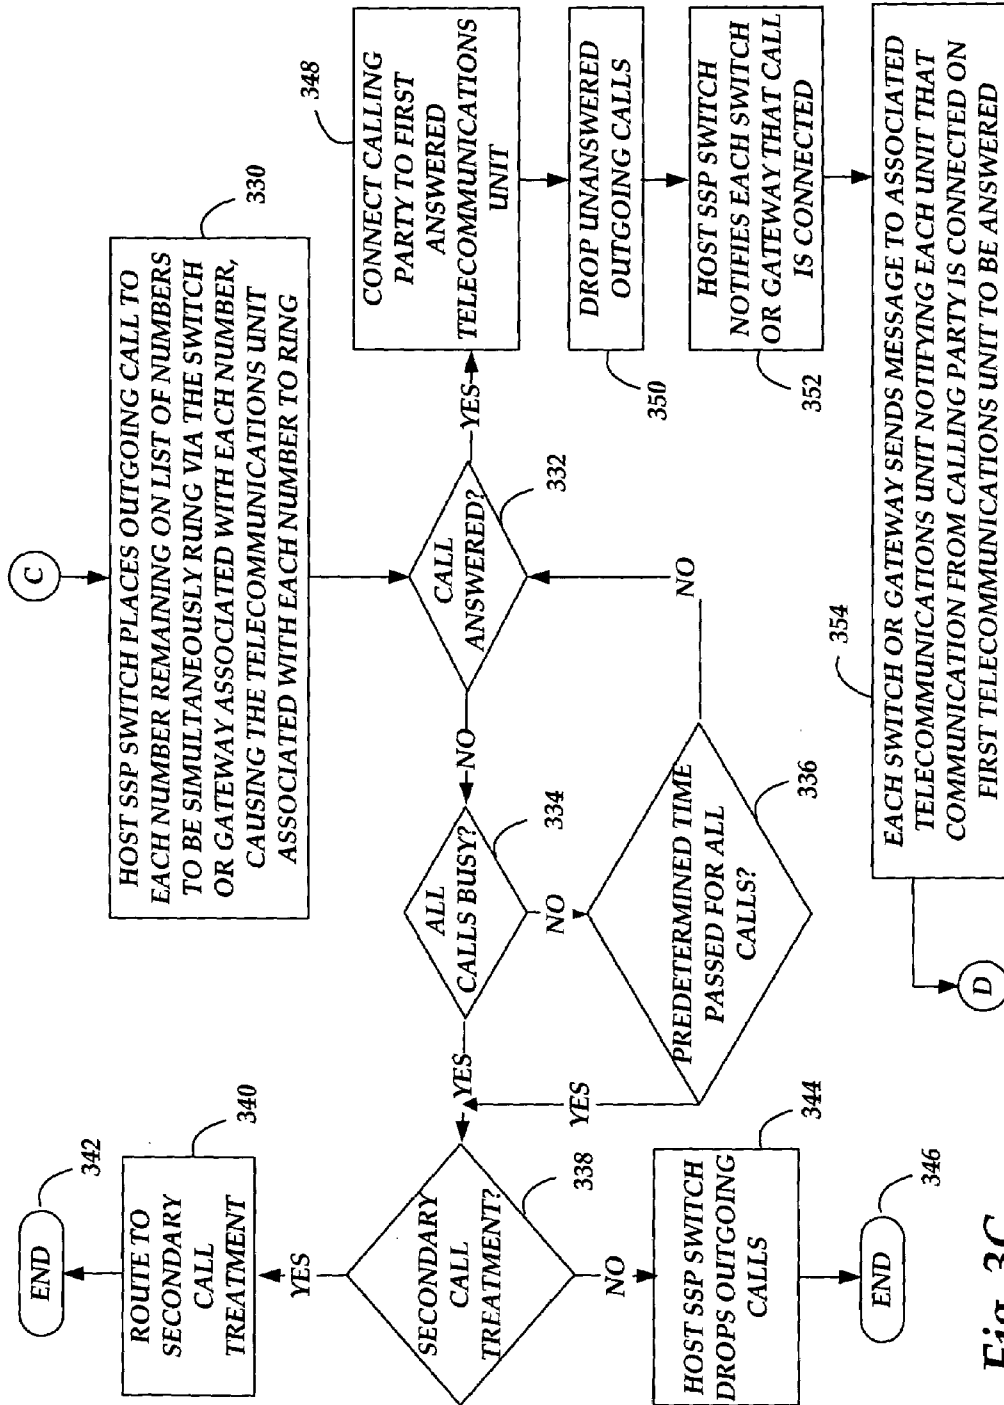 C
330
HOST SSP SWITCH PLACES OUTGOING CALL TO
EACH NUMBER REMAINING ON LIST OF NUMBERS
TO BE SIMULTANEOUSLY RUNG VIA THE SWITCH
OR GATEWAY ASSOCIATED WITH EACH NUMBER,
CAUSING THE TELECOMMUNICATIONS UNIT
ASSOCIATED WITH EACH NUMBER TO RING
332
CALL
ANSWERED?
YES
NO
348
CONNECT CALLING
PARTY TO FIRST
ANSWERED
TELECOMMUNICATIONS
UNIT
350
DROP UNANSWERED
OUTGOING CALLS
352
HOST SSP SWITCH
NOTIFIES EACH SWITCH
OR GATEWAY THAT CALL
IS CONNECTED
354
EACH SWITCH OR GATEWAY SENDS MESSAGE TO ASSOCIATED
TELECOMMUNICATIONS UNIT NOTIFYING EACH UNIT THAT
COMMUNICATION FROM CALLING PARTY IS CONNECTED ON
FIRST TELECOMMUNICATIONS UNIT TO BE ANSWERED
D
334
ALL
CALLS BUSY?
YES
NO
336
PREDETERMINED TIME
PASSED FOR ALL
CALLS?
NO
YES
338
SECONDARY
CALL
TREATMENT?
YES
NO
340
ROUTE TO
SECONDARY
CALL
TREATMENT
342
END
344
HOST SSP SWITCH
DROPS OUTGOING
CALLS
346
END
Fig. 3C